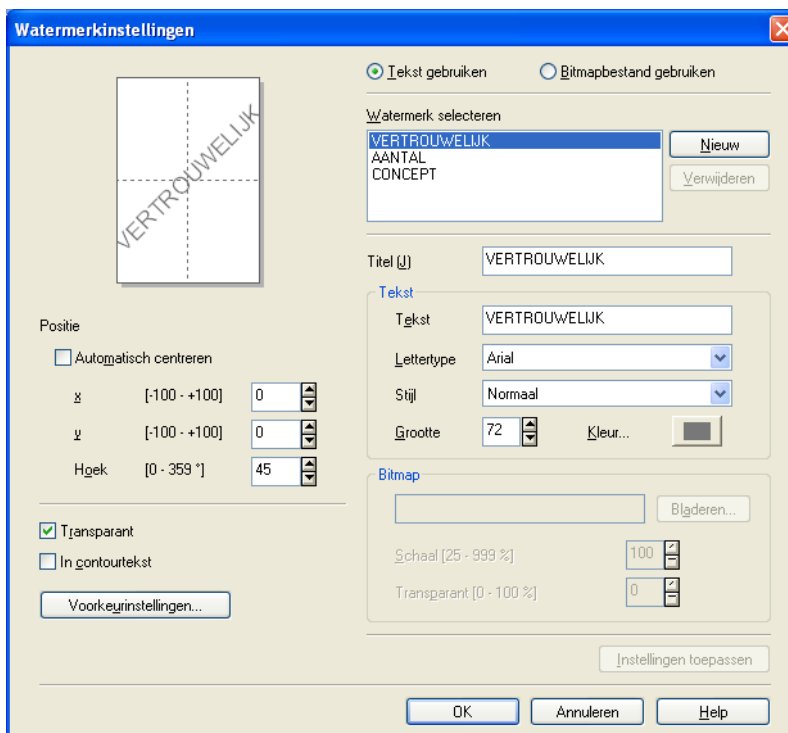 Watermerkinstellingen
VERTROUWELIJK
Positie
Automatisch centreren
x [-100 - +100] 0
y [-100 - +100] 0
Hoek [0 - 359 °] 45
Transparant
In contourtekst
Voorkeurinstellingen...
Tekst gebruiken Bitmapbestand gebruiken
Watermerk selecteren
VERTROUWELIJK
AANTAL
CONCEPT
Nieuw
Verwijderen
Titel (J) VERTROUWELIJK
Tekst
Tekst VERTROUWELIJK
Lettertype Arial
Stijl Normaal
Grootte 72 Kleur...
Bitmap
Bladeren...
Schaal [25 - 999 %] 100
Transparant [0 - 100 %] 0
Instellingen toepassen
OK Annuleren Help